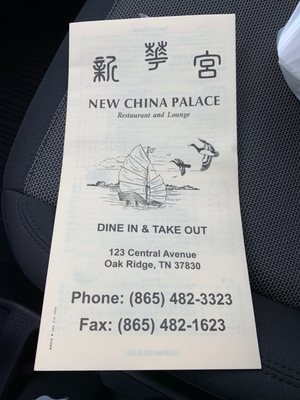 新華宮
NEW CHINA PALACE
Restaurant and Lounge
DINE IN & TAKE OUT
123 Central Avenue
Oak Ridge, TN 37830
Phone: (865) 482-3323
Fax: (865) 482-1623